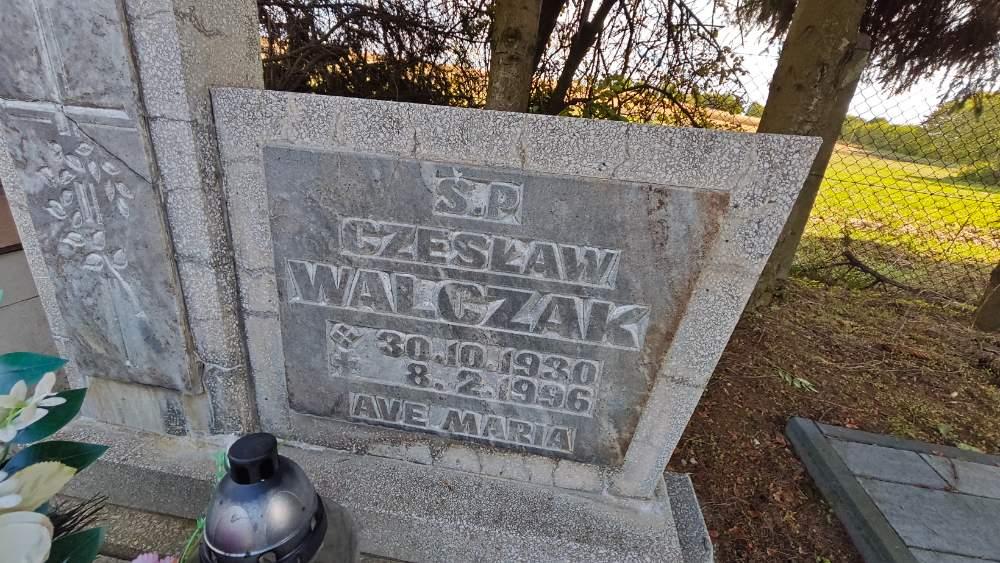 Ś.P.
CZESŁAW
WALCZAK
* 30.10.1930
8.2.1996
AVE MARIA